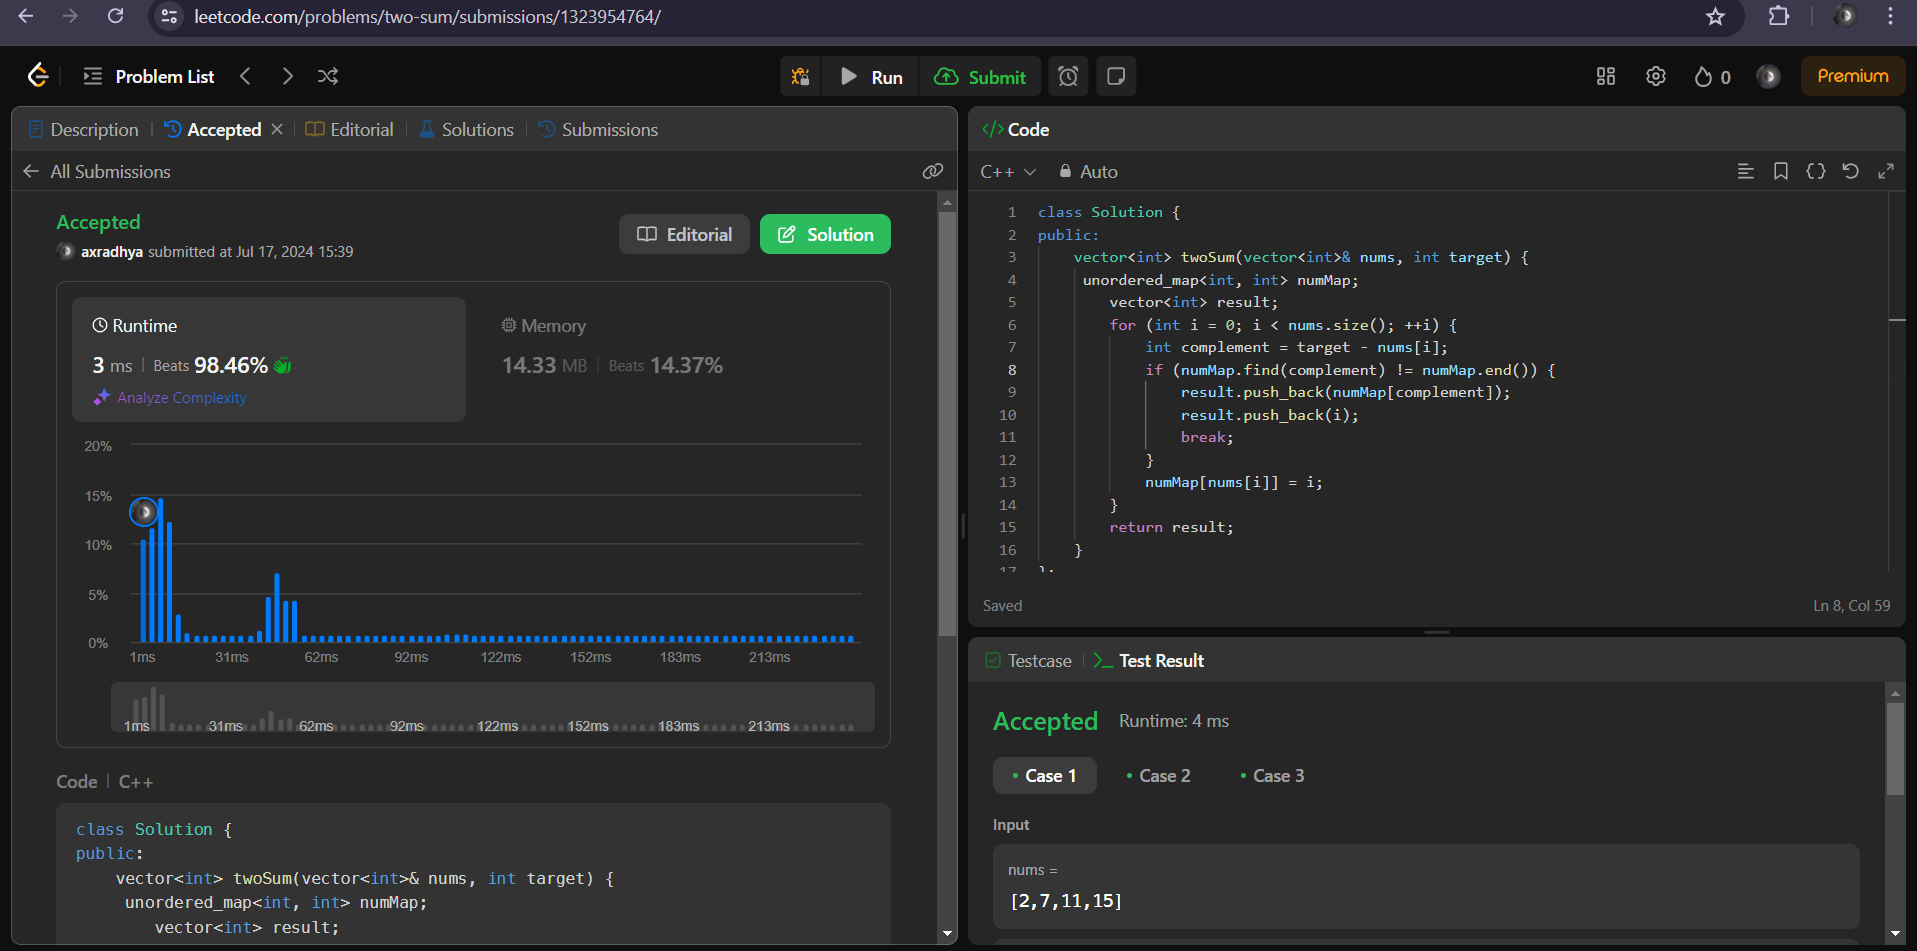 leetcode.com/problems/two-sum/submissions/1323954764/
Problem List
Run
Submit
0
Premium
Description
Accepted
Editorial
Solutions
Submissions
All Submissions
Accepted
axradhya submitted at Jul 17, 2024 15:39
Editorial
Solution
Runtime
3 ms | Beats 98.46%
Analyze Complexity
Memory
14.33 MB | Beats 14.37%
20%
15%
10%
5%
0%
1ms 31ms 62ms 92ms 122ms 152ms 183ms 213ms
1ms 31ms 62ms 92ms 122ms 152ms 183ms 213ms
Code | C++
class Solution {
public:
    vector<int> twoSum(vector<int>& nums, int target) {
     unordered_map<int, int> numMap;
        vector<int> result;
Code
C++
Auto
1 class Solution {
2 public:
3     vector<int> twoSum(vector<int>& nums, int target) {
4      unordered_map<int, int> numMap;
5         vector<int> result;
6         for (int i = 0; i < nums.size(); ++i) {
7             int complement = target - nums[i];
8             if (numMap.find(complement) != numMap.end()) {
9                 result.push_back(numMap[complement]);
10                 result.push_back(i);
11                 break;
12             }
13             numMap[nums[i]] = i;
14         }
15         return result;
16     }
17 };
Saved
Ln 8, Col 59
Testcase
Test Result
Accepted
Runtime: 4 ms
Case 1
Case 2
Case 3
Input
nums =
[2,7,11,15]